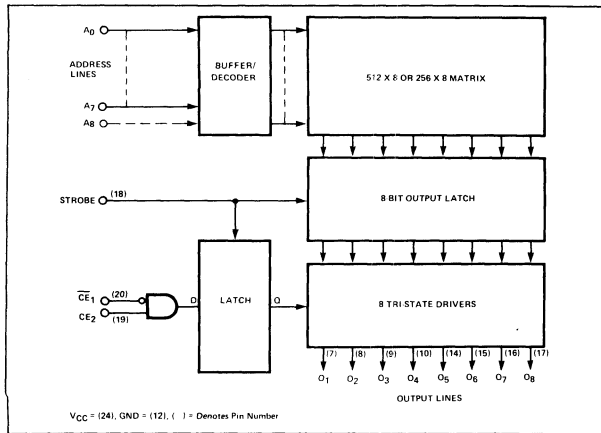 A0
ADDRESS
LINES
A7
A8
BUFFER/
DECODER
512 X 8 OR 256 X 8 MATRIX
STROBE (18)
8-BIT OUTPUT LATCH
CE1 (20)
CE2 (19)
D
LATCH
Q
8 TRI-STATE DRIVERS
(7) (8) (9) (10) (14) (15) (16) (17)
O1 O2 O3 O4 O5 O6 O7 O8
OUTPUT LINES
VCC = (24), GND = (12), ( ) = Denotes Pin Number